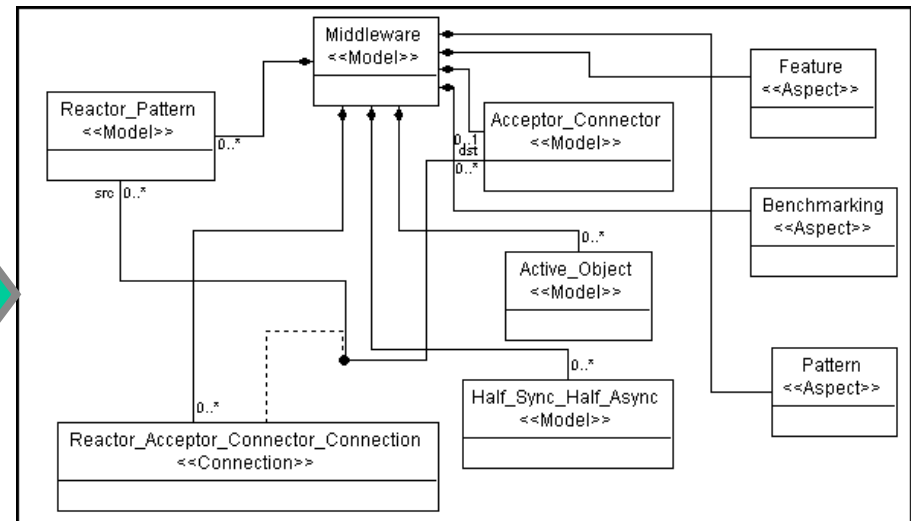 Middleware
<<Model>>
Feature
<<Aspect>>
Reactor_Pattern
<<Model>>
0..*
Acceptor_Connector
<<Model>>
0..1
dst
0..*
src 0..*
Benchmarking
<<Aspect>>
0..*
Active_Object
<<Model>>
Pattern
<<Aspect>>
0..*
Half_Sync_Half_Async
<<Model>>
0..*
Reactor_Acceptor_Connector_Connection
<<Connection>>